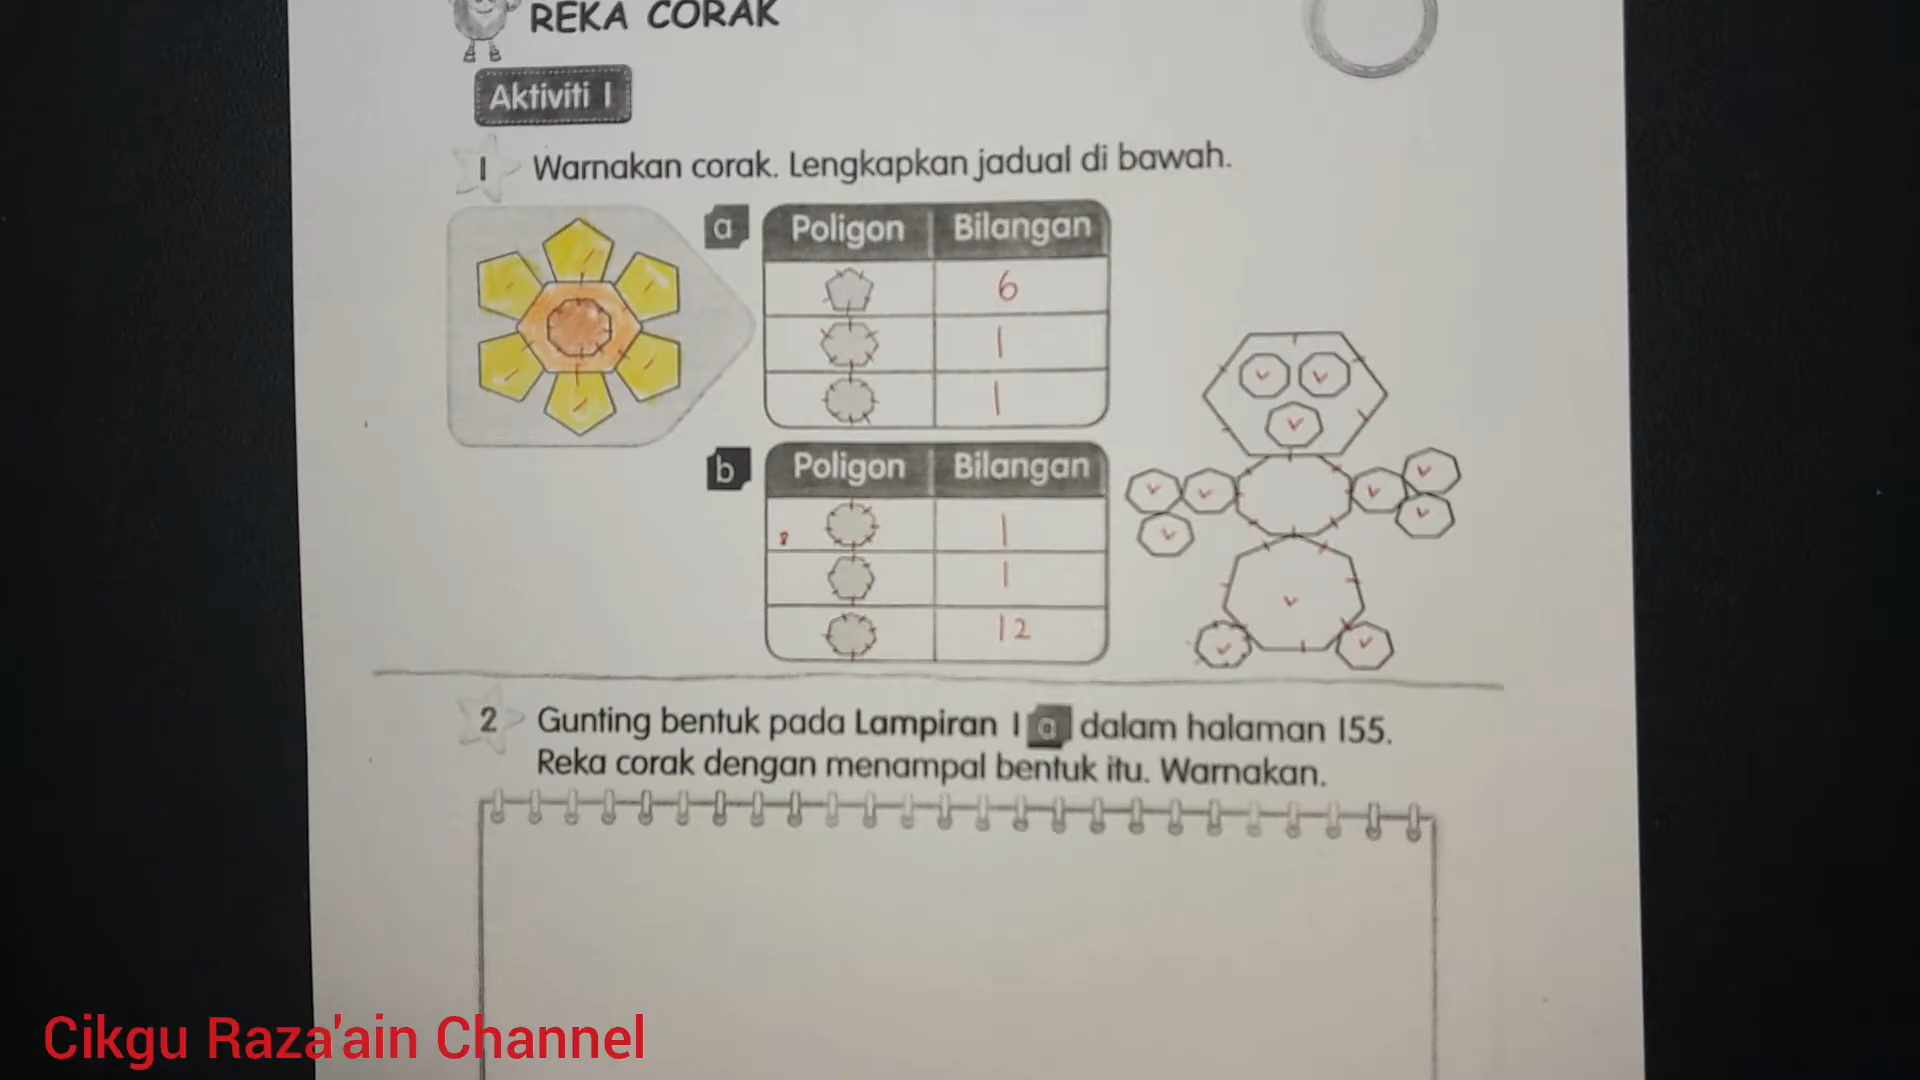 REKA CORAK
Aktiviti 1
1 Warnakan corak. Lengkapkan jadual di bawah.
a Poligon Bilangan
6
1
1
b Poligon Bilangan
8 1
1
12
2 Gunting bentuk pada Lampiran 1 a dalam halaman 155.
Reka corak dengan menampal bentuk itu. Warnakan.
Cikgu Raza'ain Channel